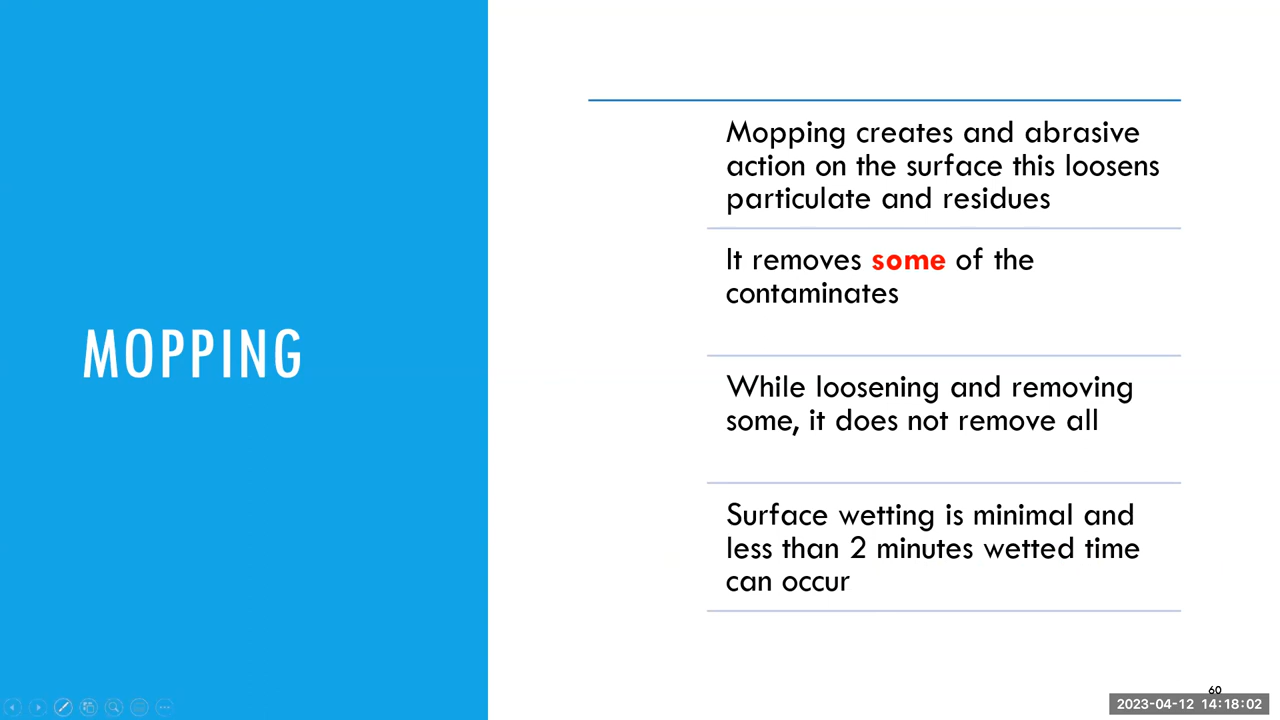 MOPPING
Mopping creates and abrasive
action on the surface this loosens
particulate and residues
It removes some of the
contaminates
While loosening and removing
some, it does not remove all
Surface wetting is minimal and
less than 2 minutes wetted time
can occur
60
2023-04-12 14:18:02